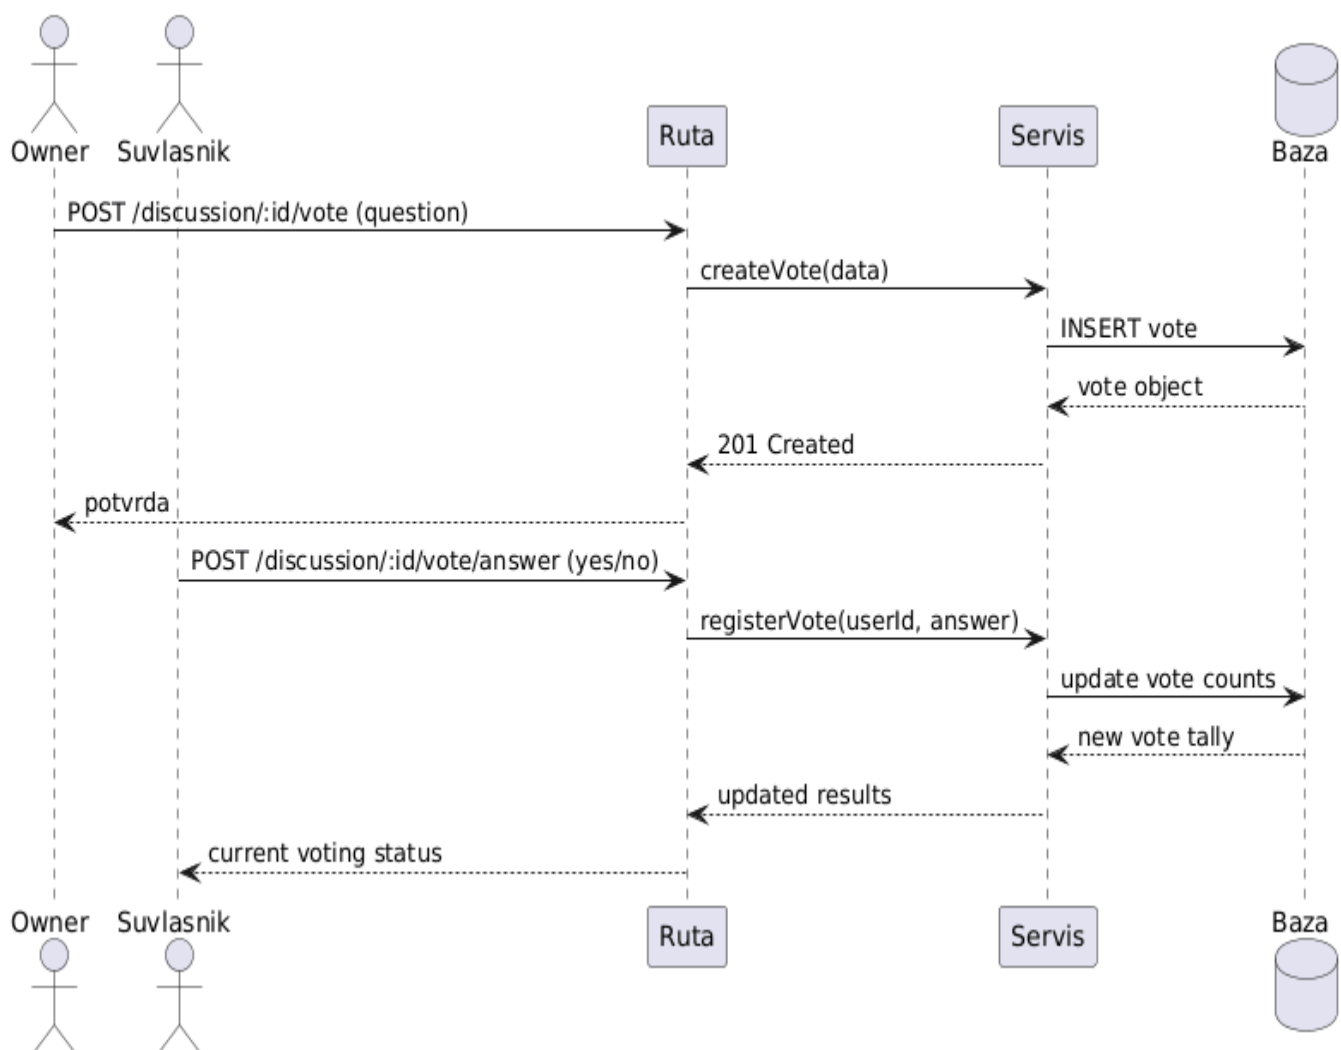 Owner
Suvlasnik
Ruta
Servis
Baza
POST /discussion/:id/vote (question)
createVote(data)
INSERT vote
vote object
201 Created
potvrda
POST /discussion/:id/vote/answer (yes/no)
registerVote(userId, answer)
update vote counts
new vote tally
updated results
current voting status
Owner
Suvlasnik
Ruta
Servis
Baza